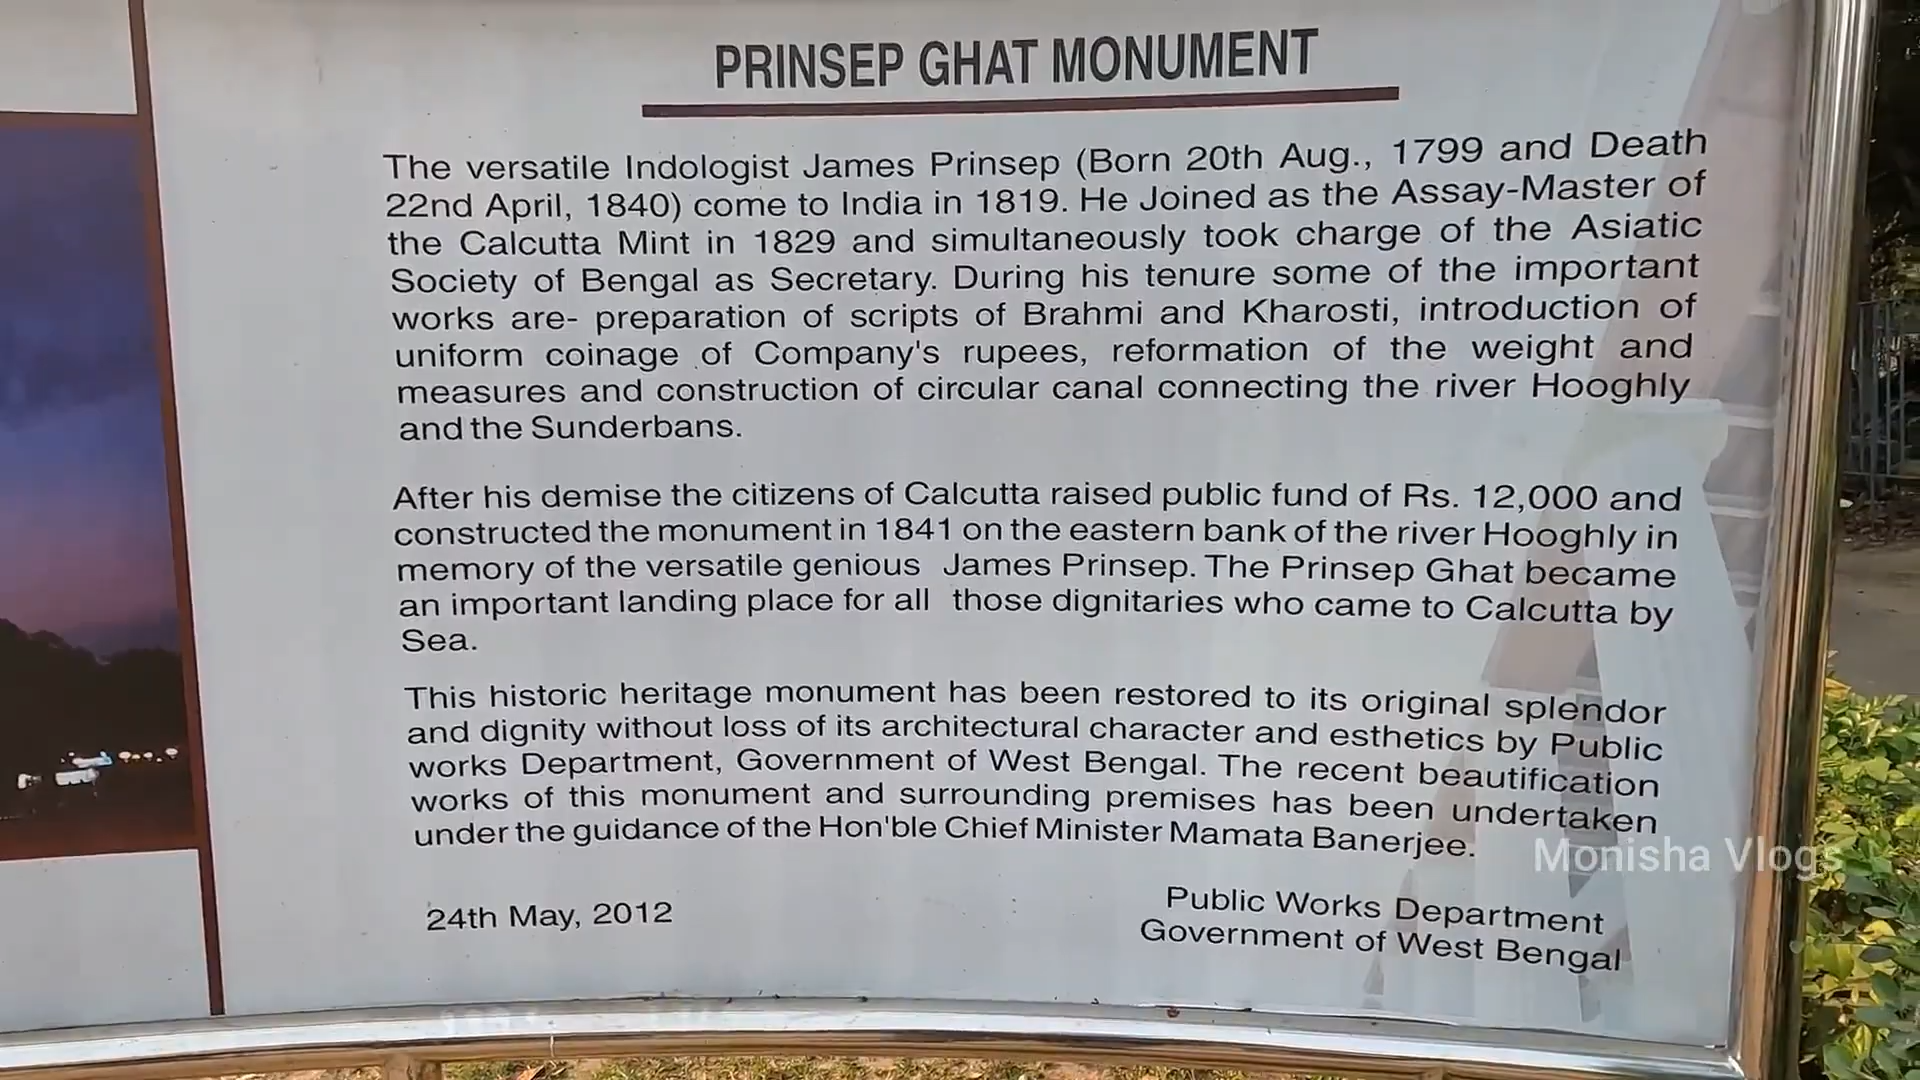 PRINSEP GHAT MONUMENT
The versatile Indologist James Prinsep (Born 20th Aug., 1799 and Death
22nd April, 1840) come to India in 1819. He Joined as the Assay-Master of
the Calcutta Mint in 1829 and simultaneously took charge of the Asiatic
Society of Bengal as Secretary. During his tenure some of the important
works are- preparation of scripts of Brahmi and Kharosti, introduction of
uniform coinage of Company's rupees, reformation of the weight and
measures and construction of circular canal connecting the river Hooghly
and the Sunderbans.
After his demise the citizens of Calcutta raised public fund of Rs. 12,000 and
constructed the monument in 1841 on the eastern bank of the river Hooghly in
memory of the versatile genious James Prinsep. The Prinsep Ghat became
an important landing place for all those dignitaries who came to Calcutta by
Sea.
This historic heritage monument has been restored to its original splendor
and dignity without loss of its architectural character and esthetics by Public
works Department, Government of West Bengal. The recent beautification
works of this monument and surrounding premises has been undertaken
under the guidance of the Hon'ble Chief Minister Mamata Banerjee.
Monisha Vlogs
24th May, 2012
Public Works Department
Government of West Bengal